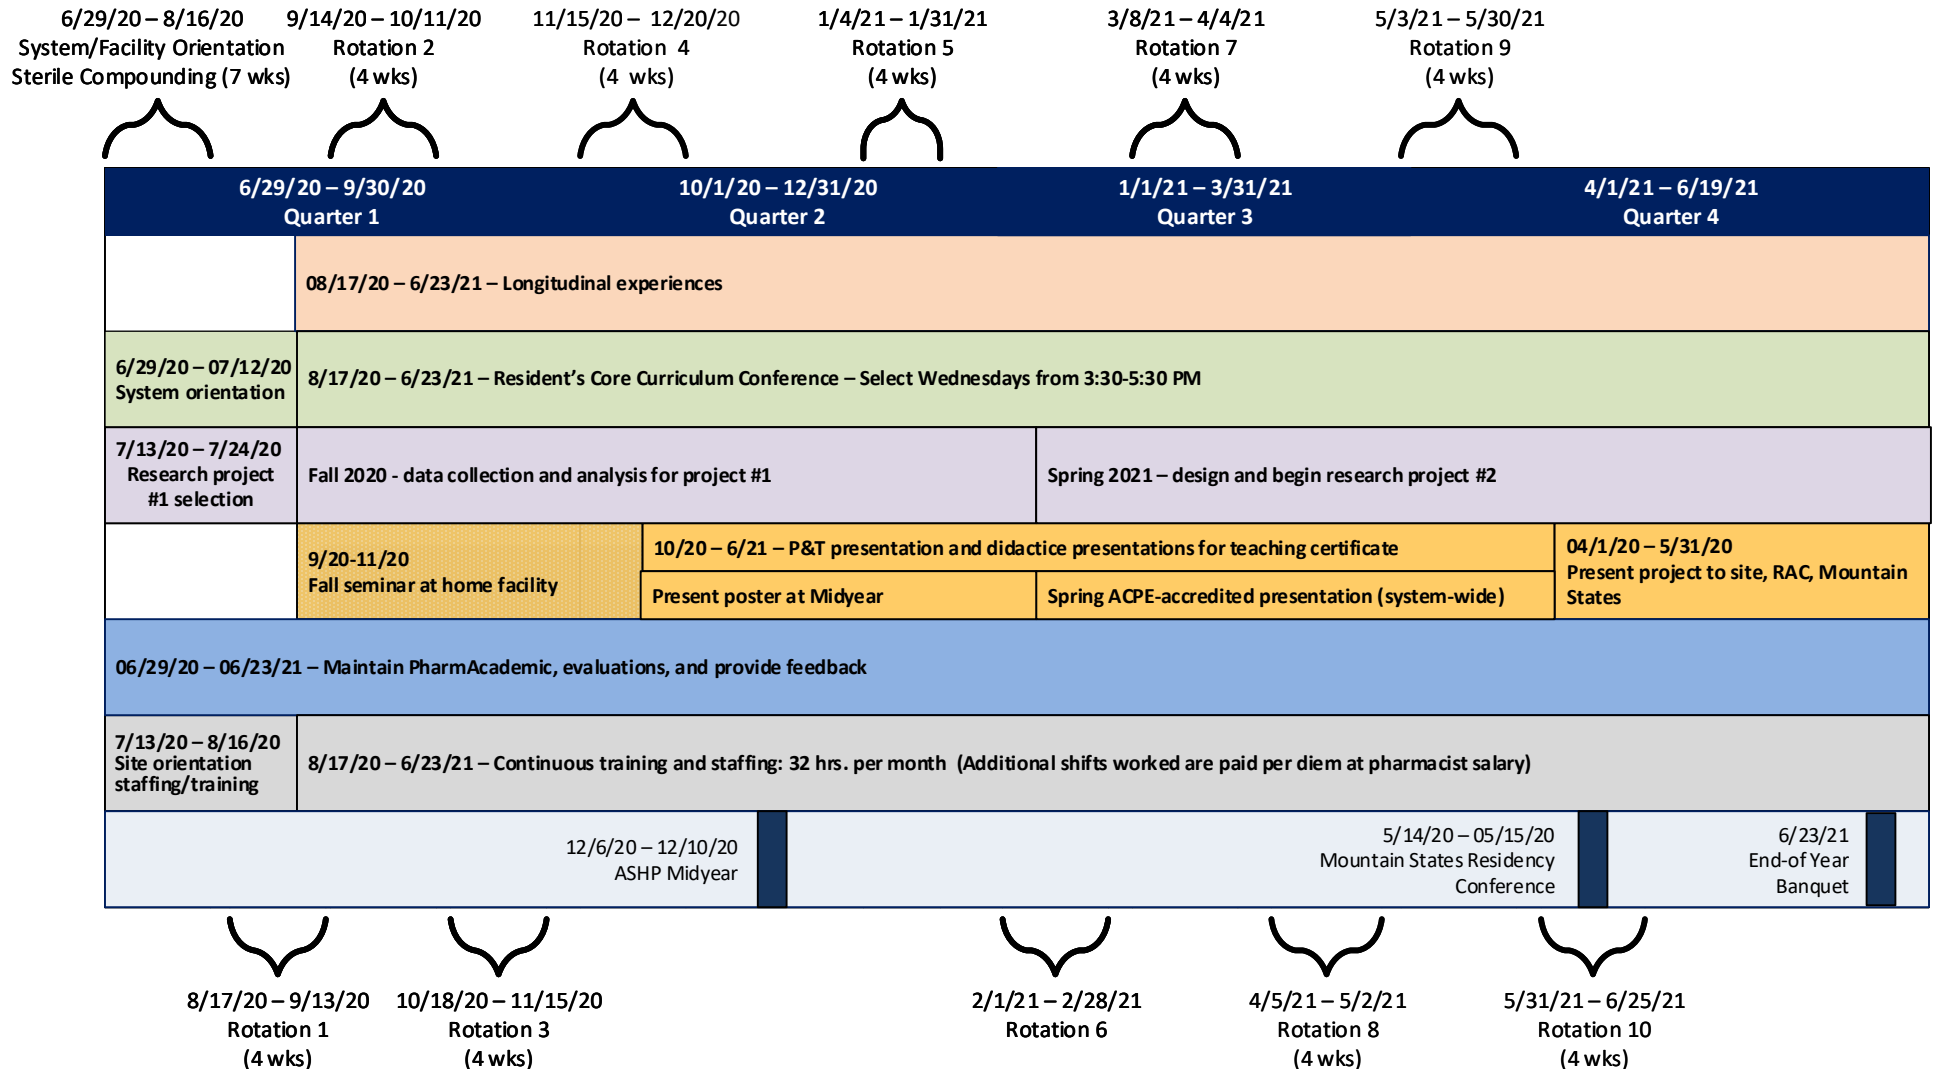 6/29/20 – 8/16/20
System/Facility Orientation
Sterile Compounding (7 wks)
9/14/20 – 10/11/20
Rotation 2
(4 wks)
11/15/20 – 12/20/20
Rotation 4
(4 wks)
1/4/21 – 1/31/21
Rotation 5
(4 wks)
3/8/21 – 4/4/21
Rotation 7
(4 wks)
5/3/21 – 5/30/21
Rotation 9
(4 wks)
6/29/20 – 9/30/20
Quarter 1
10/1/20 – 12/31/20
Quarter 2
1/1/21 – 3/31/21
Quarter 3
4/1/21 – 6/19/21
Quarter 4
08/17/20 – 6/23/21 – Longitudinal experiences
6/29/20 – 07/12/20
System orientation
8/17/20 – 6/23/21 – Resident's Core Curriculum Conference – Select Wednesdays from 3:30-5:30 PM
7/13/20 – 7/24/20
Research project
#1 selection
Fall 2020 - data collection and analysis for project #1
Spring 2021 – design and begin research project #2
9/20-11/20
Fall seminar at home facility
10/20 – 6/21 – P&T presentation and didactice presentations for teaching certificate
Present poster at Midyear
Spring ACPE-accredited presentation (system-wide)
04/1/20 – 5/31/20
Present project to site, RAC, Mountain
States
06/29/20 – 06/23/21 – Maintain PharmAcademic, evaluations, and provide feedback
7/13/20 – 8/16/20
Site orientation
staffing/training
8/17/20 – 6/23/21 – Continuous training and staffing: 32 hrs. per month (Additional shifts worked are paid per diem at pharmacist salary)
12/6/20 – 12/10/20
ASHP Midyear
5/14/20 – 05/15/20
Mountain States Residency
Conference
6/23/21
End-of Year
Banquet
8/17/20 – 9/13/20
Rotation 1
(4 wks)
10/18/20 – 11/15/20
Rotation 3
(4 wks)
2/1/21 – 2/28/21
Rotation 6
4/5/21 – 5/2/21
Rotation 8
(4 wks)
5/31/21 – 6/25/21
Rotation 10
(4 wks)